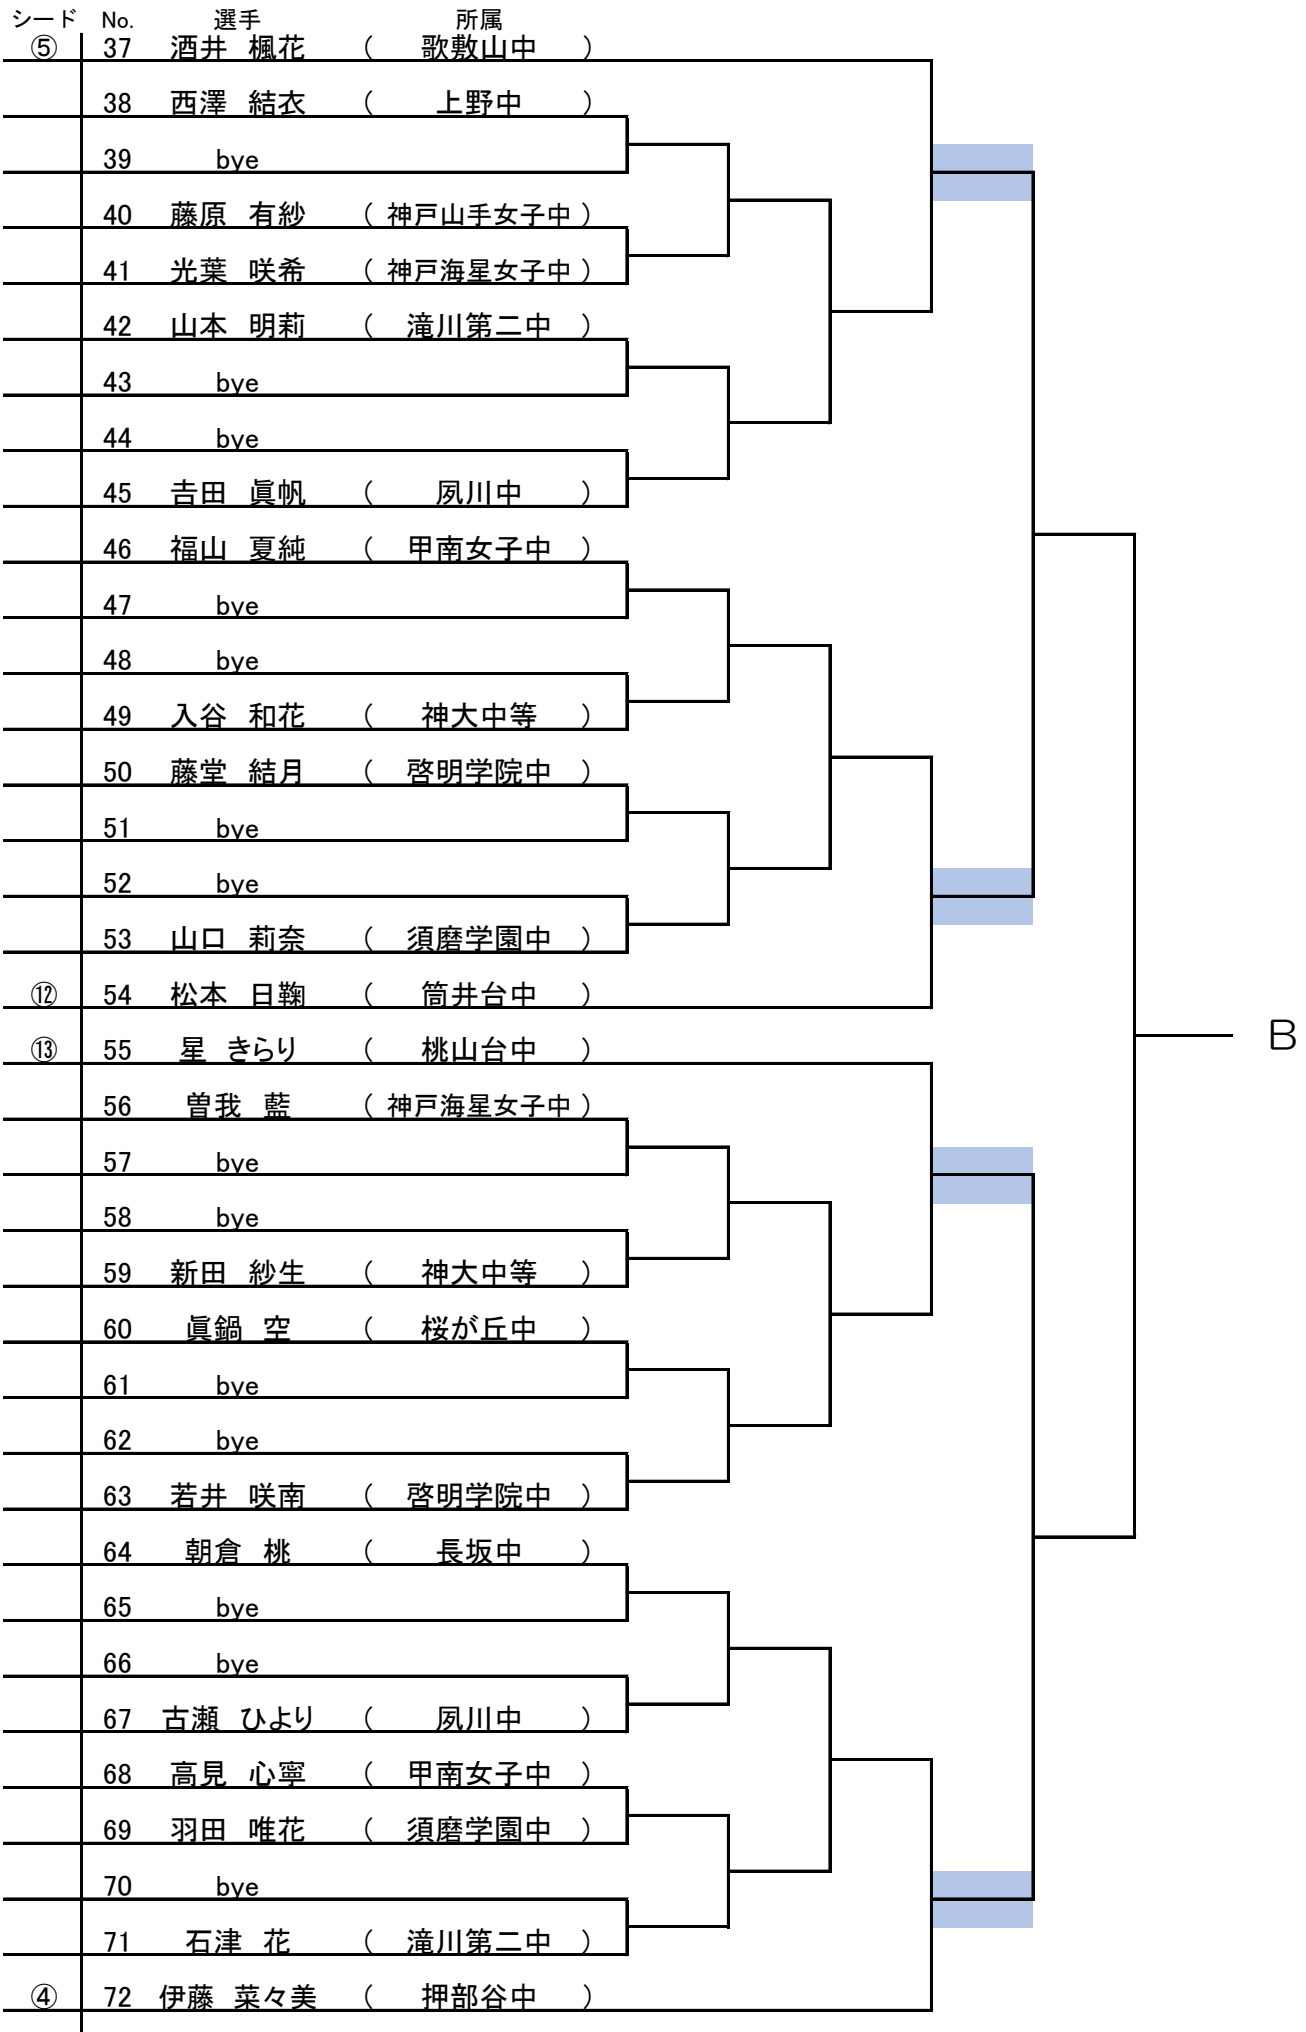 シード No. 選手 所属
⑤ 37 酒井 楓花 ( 歌敷山中 )
38 西澤 結衣 ( 上野中 )
39 bye
40 藤原 有紗 ( 神戸山手女子中 )
41 光葉 咲希 ( 神戸海星女子中 )
42 山本 明莉 ( 滝川第二中 )
43 bye
44 bye
45 吉田 眞帆 ( 夙川中 )
46 福山 夏純 ( 甲南女子中 )
47 bye
48 bye
49 入谷 和花 ( 神大中等 )
50 藤堂 結月 ( 啓明学院中 )
51 bye
52 bye
53 山口 莉奈 ( 須磨学園中 )
⑫ 54 松本 日鞠 ( 筒井台中 )
B
⑬ 55 星 きらり ( 桃山台中 )
56 曽我 藍 ( 神戸海星女子中 )
57 bye
58 bye
59 新田 紗生 ( 神大中等 )
60 眞鍋 空 ( 桜が丘中 )
61 bye
62 bye
63 若井 咲南 ( 啓明学院中 )
64 朝倉 桃 ( 長坂中 )
65 bye
66 bye
67 古瀬 ひより ( 夙川中 )
68 高見 心寧 ( 甲南女子中 )
69 羽田 唯花 ( 須磨学園中 )
70 bye
71 石津 花 ( 滝川第二中 )
④ 72 伊藤 菜々美 ( 押部谷中 )